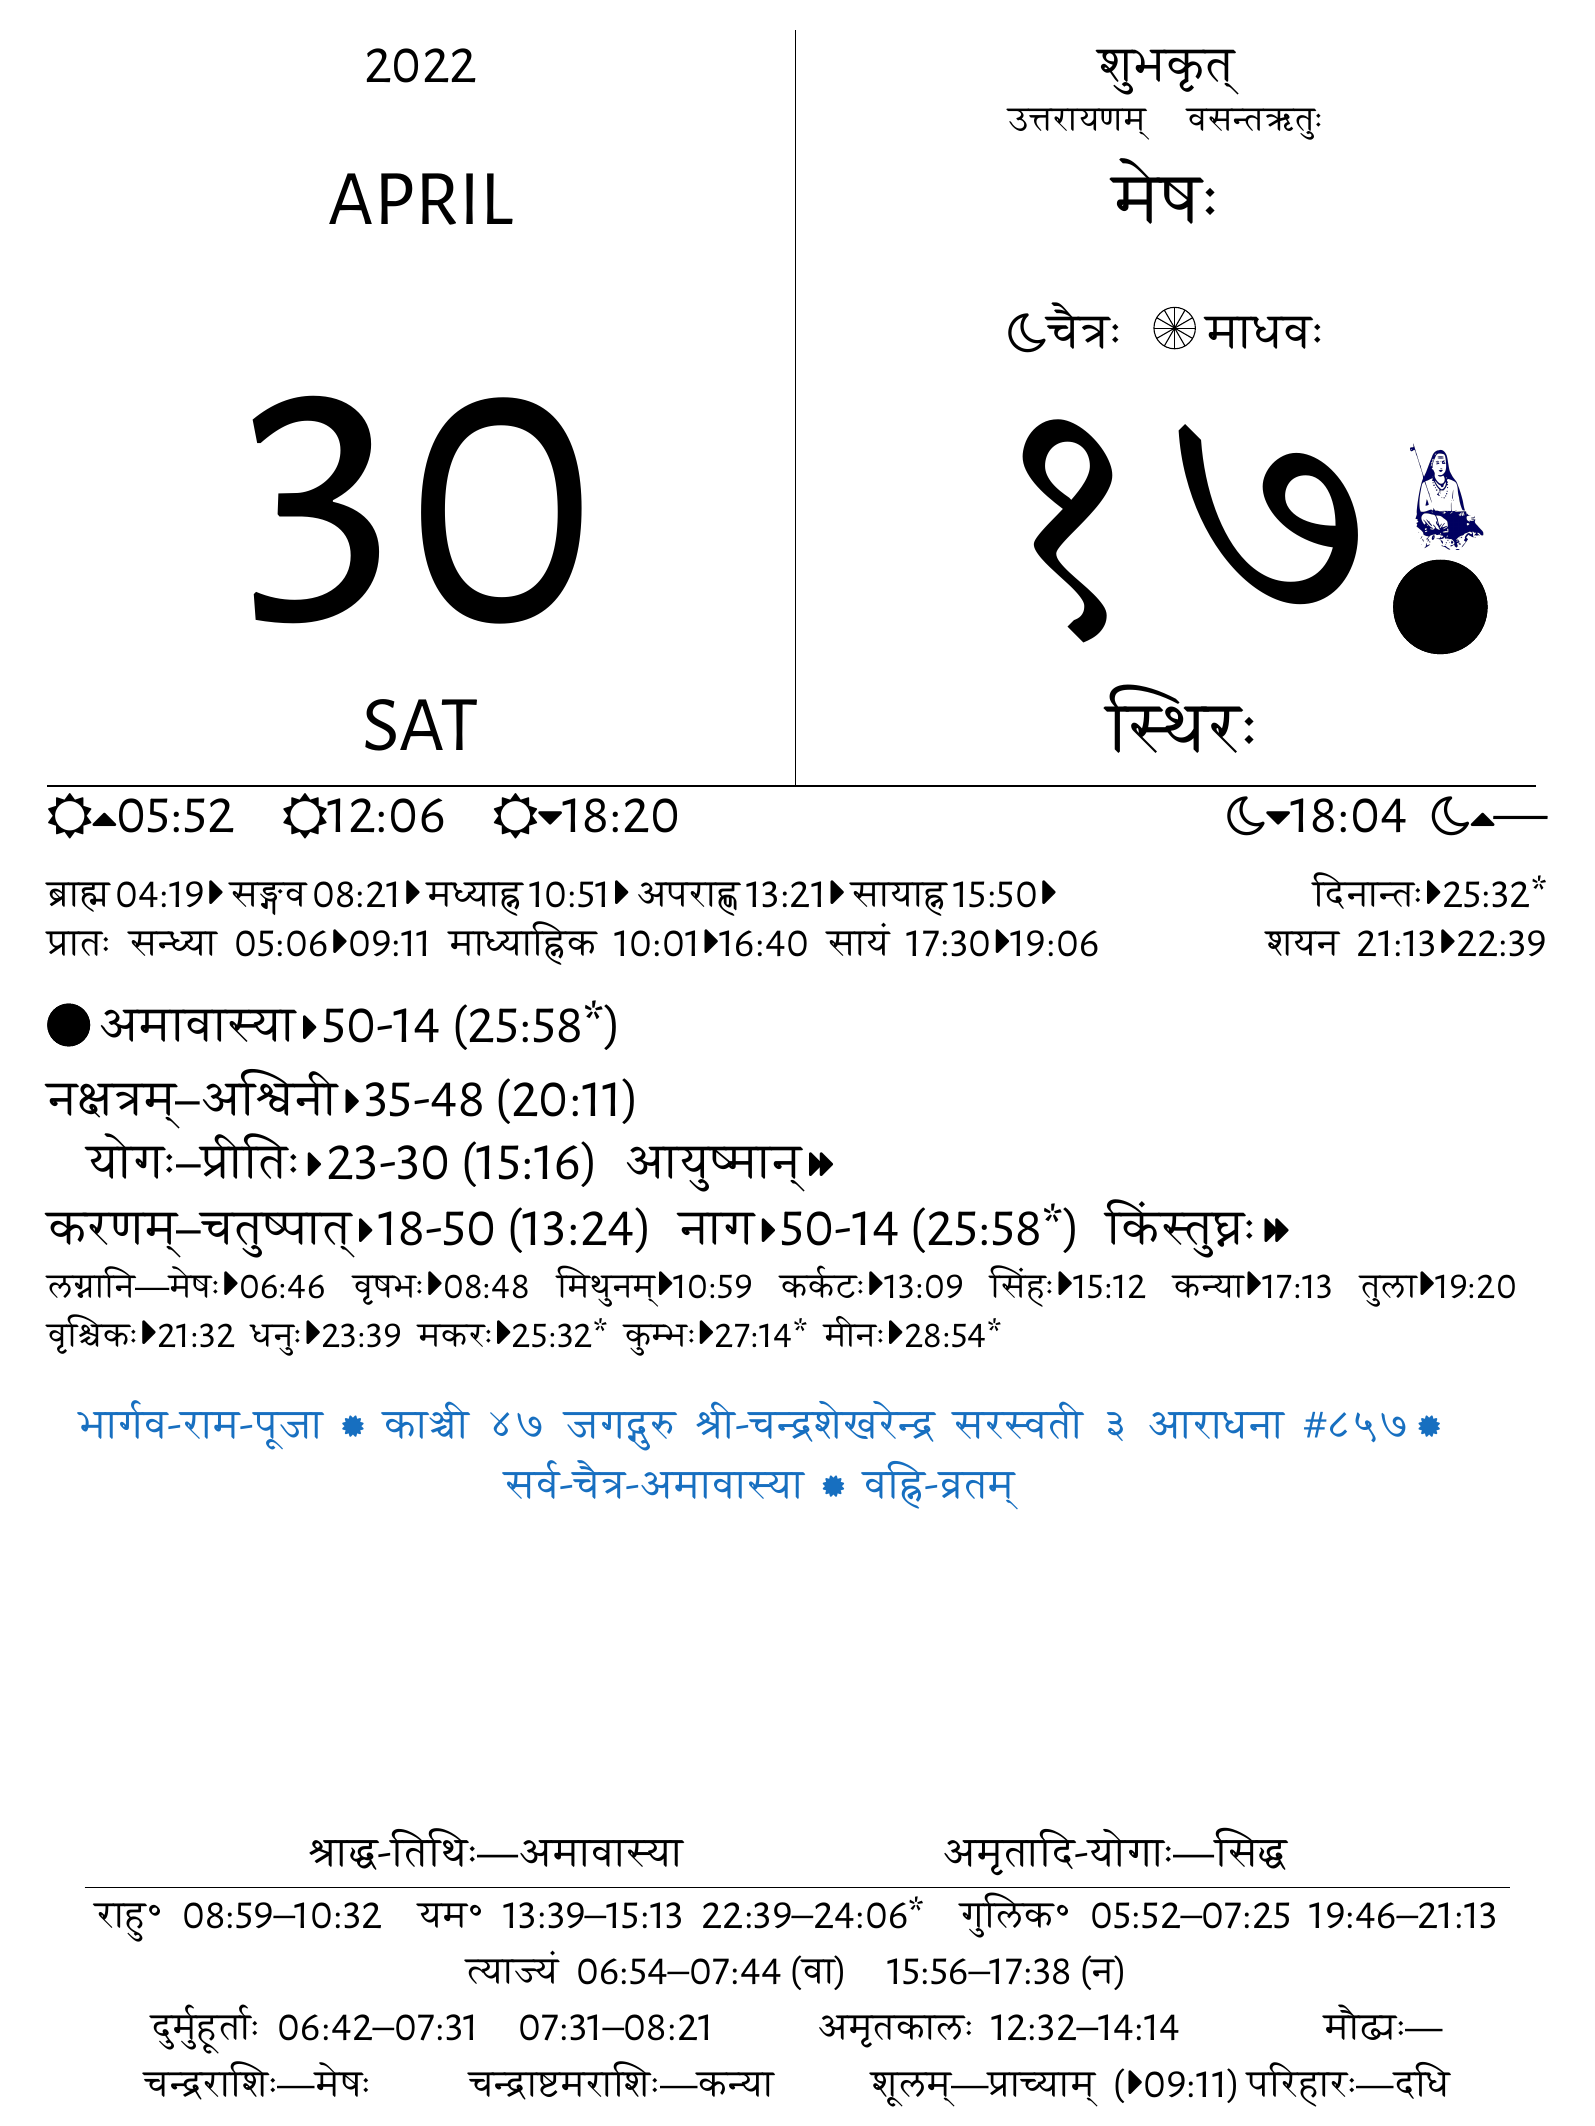 2022
APRIL
30
SAT
शुभकृत्
उत्तरायणम् वसन्तऋतुः
मेषः
चैत्रः माधवः
१७
स्थिरः
05:52 12:06 18:20 18:04 —
ब्राह्म 04:19 सङ्गव 08:21 मध्याह्न 10:51 अपराह्ण 13:21 सायाह्न 15:50 दिनान्तः 25:32*
प्रातः सन्ध्या 05:06 09:11 माध्याह्निक 10:01 16:40 सायं 17:30 19:06 शयन 21:13 22:39
अमावास्या 50-14 (25:58*)
नक्षत्रम्–अश्विनी 35-48 (20:11)
योगः–प्रीतिः 23-30 (15:16) आयुष्मान्
करणम्–चतुष्पात् 18-50 (13:24) नाग 50-14 (25:58*) किंस्तुघ्नः
लग्नानि—मेषः 06:46 वृषभः 08:48 मिथुनम् 10:59 कर्कटः 13:09 सिंहः 15:12 कन्या 17:13 तुला 19:20
वृश्चिकः 21:32 धनुः 23:39 मकरः 25:32* कुम्भः 27:14* मीनः 28:54*
भार्गव-राम-पूजा काञ्ची ४७ जगद्गुरु श्री-चन्द्रशेखरेन्द्र सरस्वती ३ आराधना #८५७
सर्व-चैत्र-अमावास्या वह्नि-व्रतम्
श्राद्ध-तिथिः—अमावास्या अमृतादि-योगाः—सिद्ध
राहु° 08:59–10:32 यम° 13:39–15:13 22:39–24:06* गुलिक° 05:52–07:25 19:46–21:13
त्याज्यं 06:54–07:44 (वा) 15:56–17:38 (न)
दुर्मुहूर्ताः 06:42–07:31 07:31–08:21 अमृतकालः 12:32–14:14 मौढ्यः—
चन्द्रराशिः—मेषः चन्द्राष्टमराशिः—कन्या शूलम्—प्राच्याम् (09:11) परिहारः—दधि